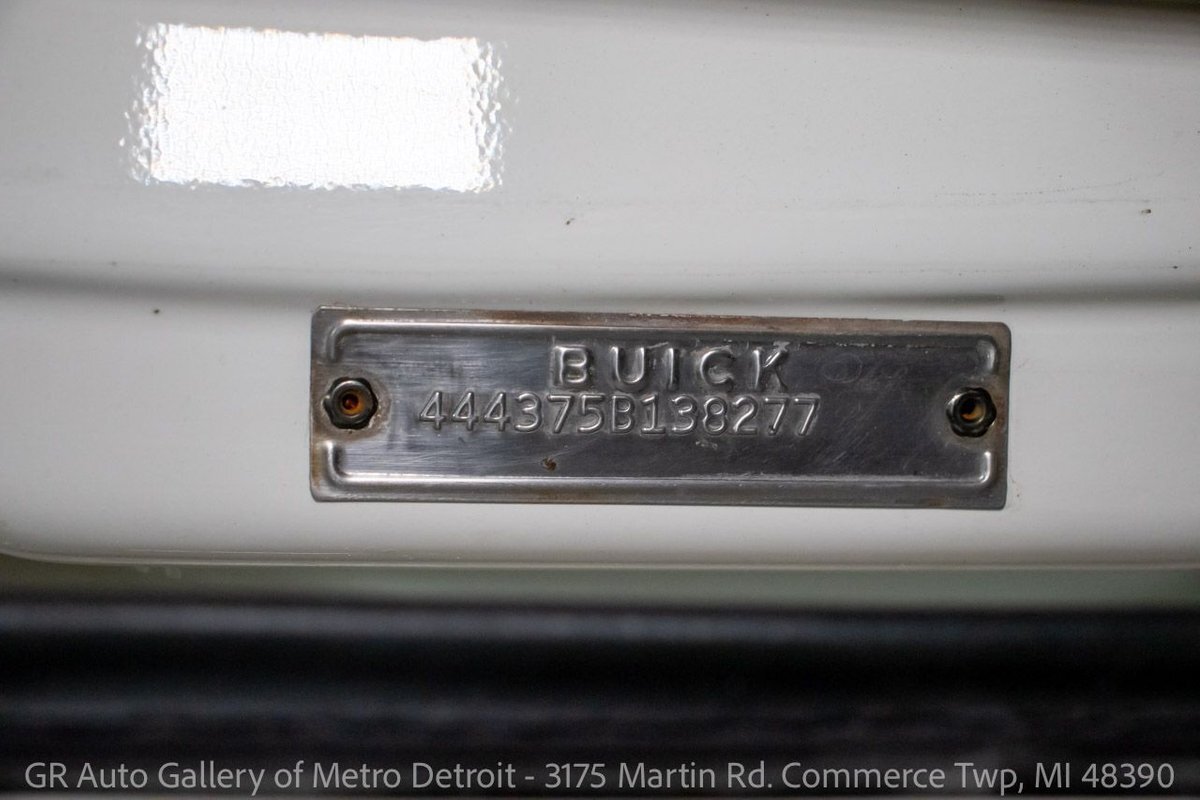 BUICK
444375B138277
GR Auto Gallery of Metro Detroit - 3175 Martin Rd. Commerce Twp, MI 48390